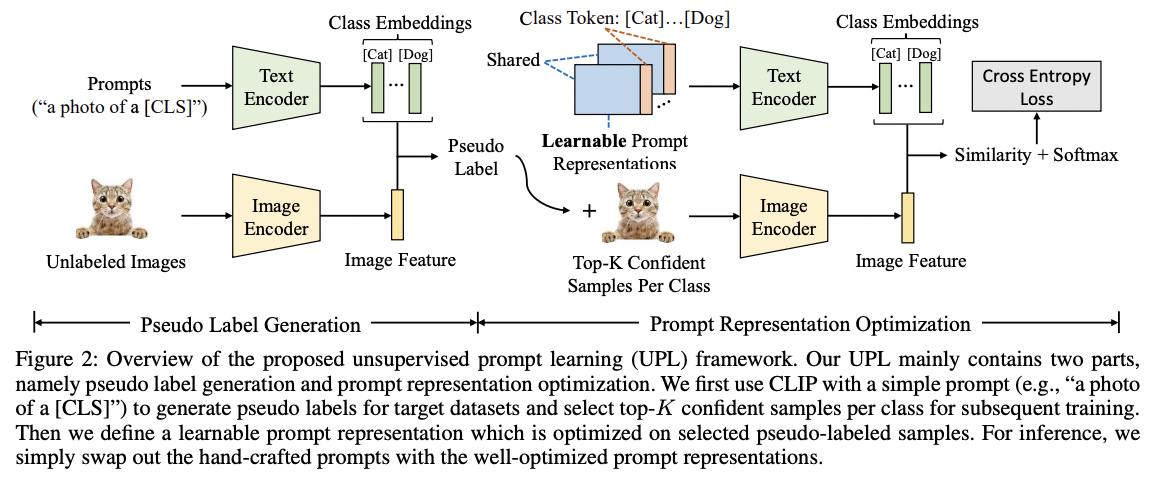 Class Embeddings
[Cat] [Dog]
...
Prompts
(“a photo of a [CLS]”)
Text
Encoder
Pseudo
Label
Unlabeled Images
Image
Encoder
Image Feature
Class Token: [Cat]...[Dog]
Shared
...
Learnable Prompt
Representations
+
Top-K Confident
Samples Per Class
Text
Encoder
Class Embeddings
[Cat] [Dog]
...
Cross Entropy
Loss
Similarity + Softmax
Image
Encoder
Image Feature
Pseudo Label Generation
Prompt Representation Optimization
Figure 2: Overview of the proposed unsupervised prompt learning (UPL) framework. Our UPL mainly contains two parts,
namely pseudo label generation and prompt representation optimization. We first use CLIP with a simple prompt (e.g., “a photo
of a [CLS]”) to generate pseudo labels for target datasets and select top-K confident samples per class for subsequent training.
Then we define a learnable prompt representation which is optimized on selected pseudo-labeled samples. For inference, we
simply swap out the hand-crafted prompts with the well-optimized prompt representations.